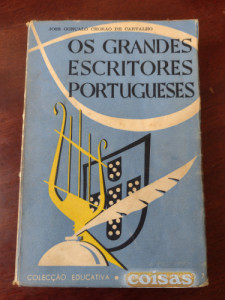 OS GRANDES
ESCRITORES
PORTUGUESES
COLECÇÃO EDUCATIVA
coisas